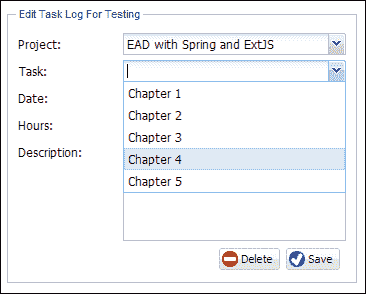 Edit Task Log For Testing
Project: EAD with Spring and ExtJS
Task:
Chapter 1
Date:
Chapter 2
Hours:
Chapter 3
Description:
Chapter 4
Chapter 5
Delete Save